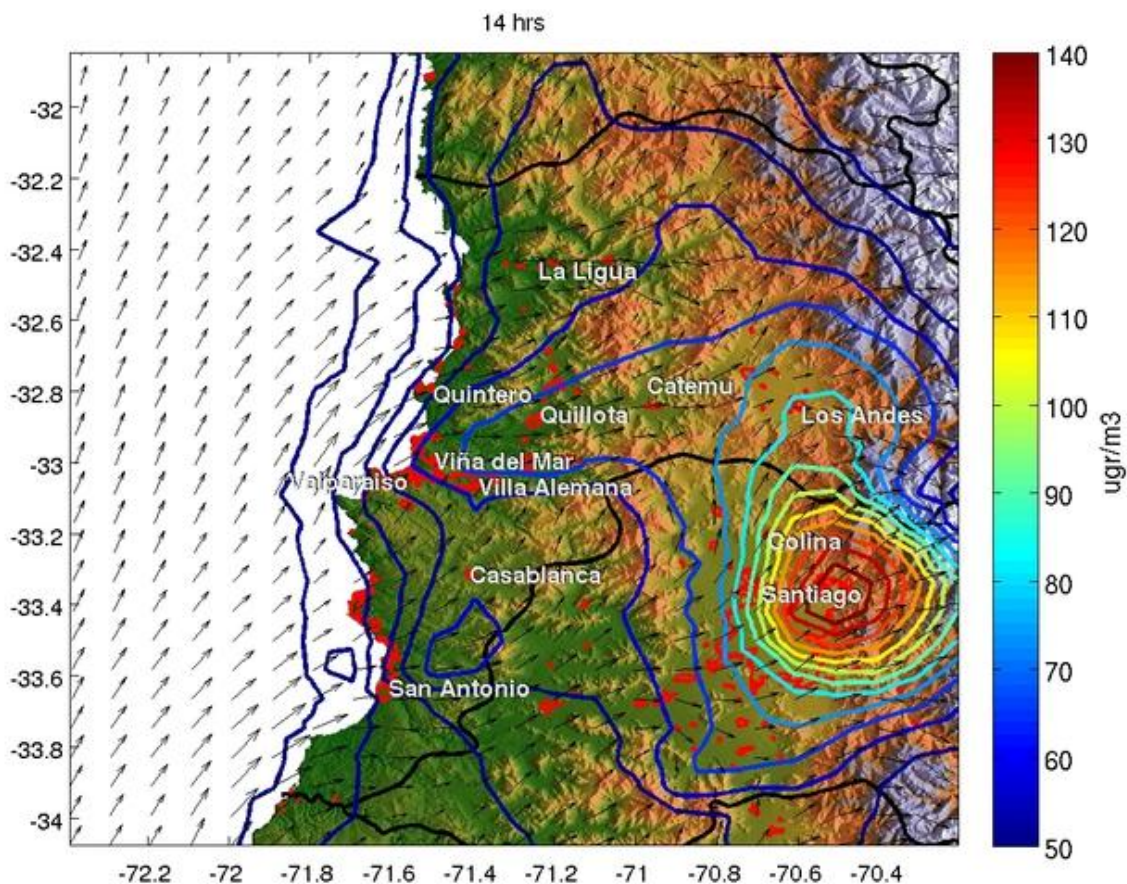 14 hrs
-32
-32.2
-32.4
-32.6
-32.8
-33
-33.2
-33.4
-33.6
-33.8
-34
La Ligua
Quintero
Catemu
Quillota
Los Andes
Viña del Mar
Valparaiso
Villa Alemana
Colina
Casablanca
Santiago
San Antonio
-72.2
-72
-71.8
-71.6
-71.4
-71.2
-71
-70.8
-70.6
-70.4
140
130
120
110
100
90
80
70
60
50
ugr/m3